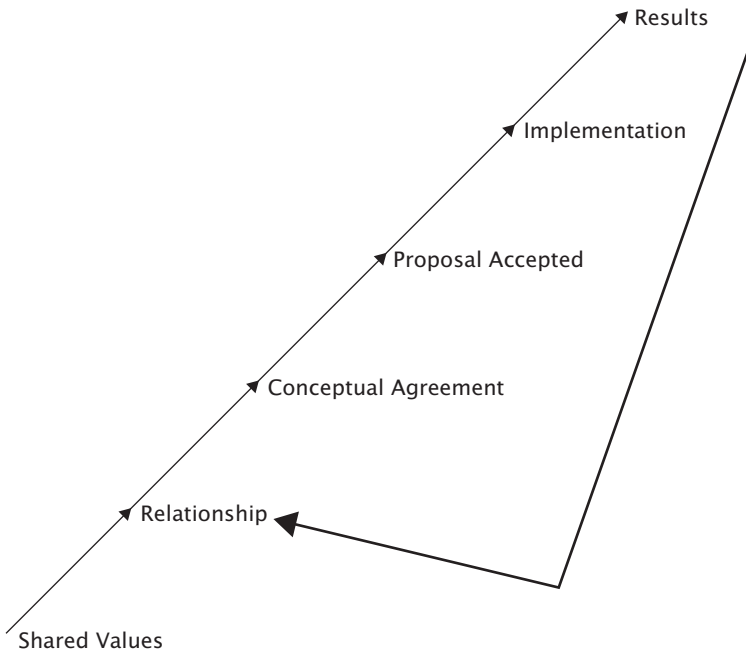 Results
Implementation
Proposal Accepted
Conceptual Agreement
Relationship
Shared Values